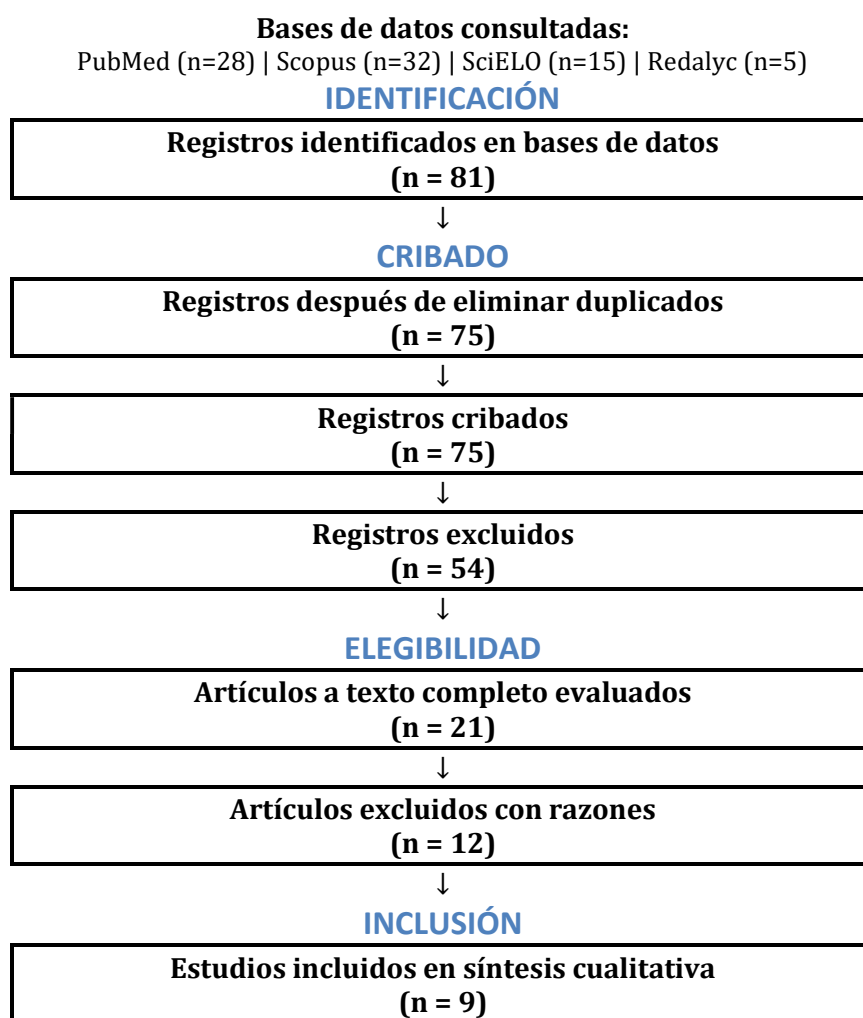 Bases de datos consultadas:
PubMed (n=28) | Scopus (n=32) | SciELO (n=15) | Redalyc (n=5)
IDENTIFICACIÓN
Registros identificados en bases de datos
(n = 81)
↓
CRIBADO
Registros después de eliminar duplicados
(n = 75)
↓
Registros cribados
(n = 75)
↓
Registros excluidos
(n = 54)
↓
ELEGIBILIDAD
Artículos a texto completo evaluados
(n = 21)
↓
Artículos excluidos con razones
(n = 12)
↓
INCLUSIÓN
Estudios incluidos en síntesis cualitativa
(n = 9)